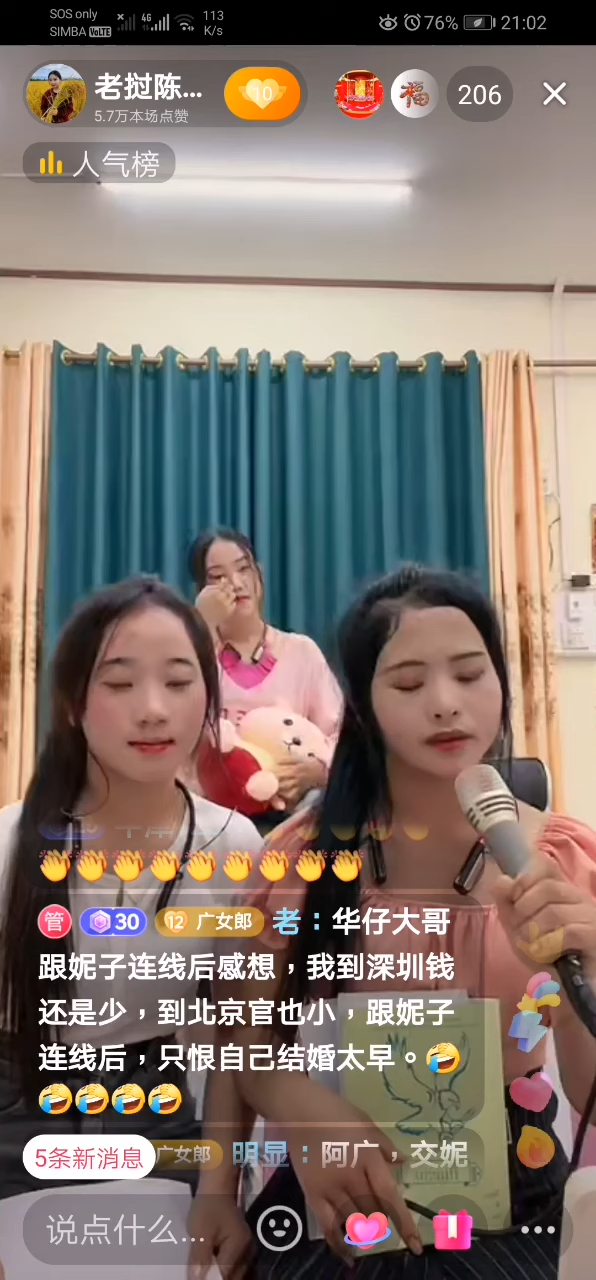 SOS only
SIMBA VoLTE
4G
113
K/s
76%
21:02
老挝陈...
5.7万本场点赞
10
福
206
人气榜
管 30 12 广女郎 老：华仔大哥
跟妮子连线后感想，我到深圳钱
还是少，到北京官也小，跟妮子
连线后，只恨自己结婚太早。
5条新消息
广女郎 明显：阿广，交妮
说点什么...